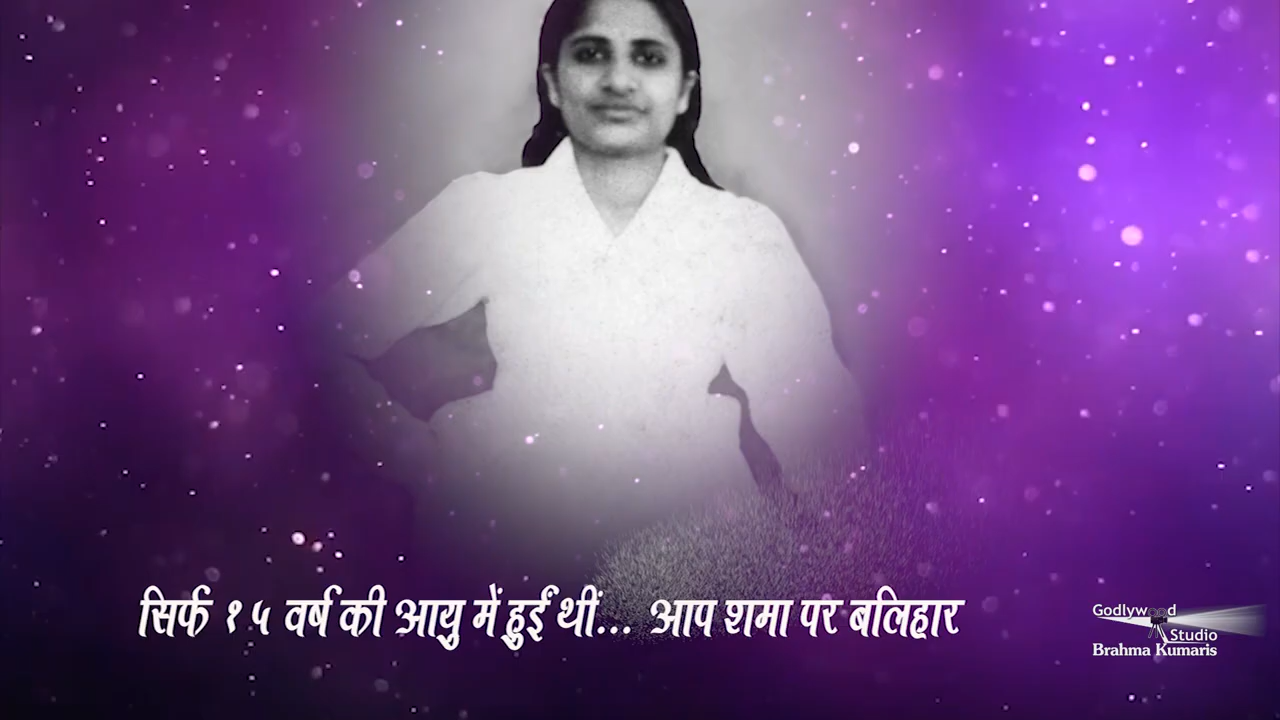 सिर्फ १५ वर्ष की आयु में हुईं थीं... आप शमा पर बलिहार
Godlywood
Studio
Brahma Kumaris